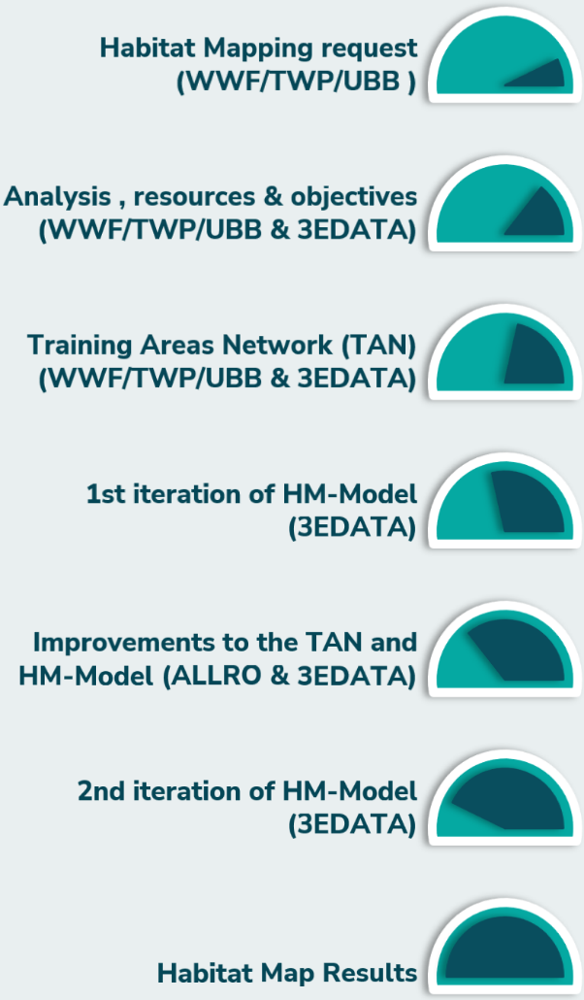 Habitat Mapping request
(WWF/TWP/UBB )
Analysis , resources & objectives
(WWF/TWP/UBB & 3EDATA)
Training Areas Network (TAN)
(WWF/TWP/UBB & 3EDATA)
1st iteration of HM-Model
(3EDATA)
Improvements to the TAN and
HM-Model (ALLRO & 3EDATA)
2nd iteration of HM-Model
(3EDATA)
Habitat Map Results